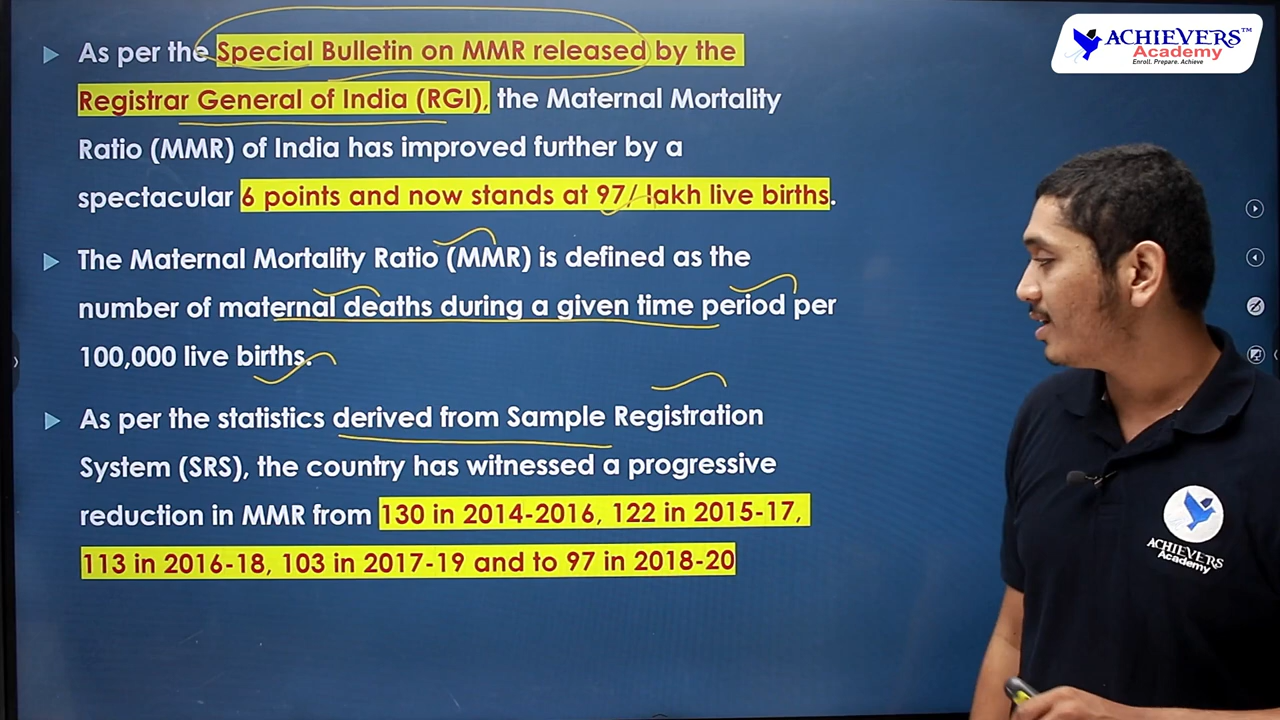 As per the Special Bulletin on MMR released by the
Registrar General of India (RGI), the Maternal Mortality
Ratio (MMR) of India has improved further by a
spectacular 6 points and now stands at 97/ lakh live births.
The Maternal Mortality Ratio (MMR) is defined as the
number of maternal deaths during a given time period per
100,000 live births.
As per the statistics derived from Sample Registration
System (SRS), the country has witnessed a progressive
reduction in MMR from 130 in 2014-2016, 122 in 2015-17,
113 in 2016-18, 103 in 2017-19 and to 97 in 2018-20
ACHIEVERS™
Academy
Enroll. Prepare. Achieve
ACHIEVERS
Academy